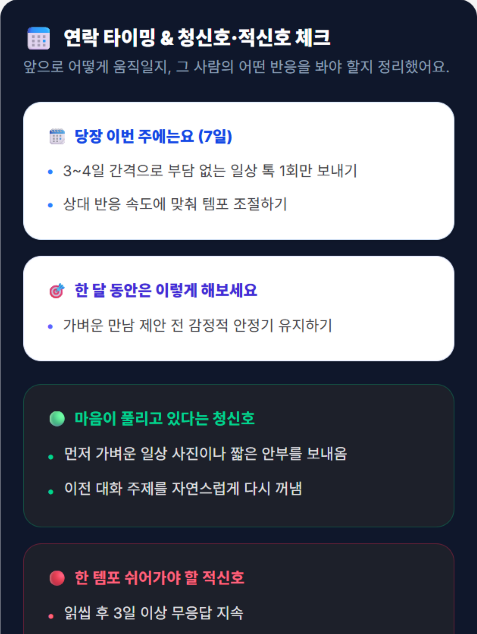 연락 타이밍 & 청신호·적신호 체크
앞으로 어떻게 움직일지, 그 사람의 어떤 반응을 봐야 할지 정리했어요.
당장 이번 주에는요 (7일)
3~4일 간격으로 부담 없는 일상 톡 1회만 보내기
상대 반응 속도에 맞춰 템포 조절하기
한 달 동안은 이렇게 해보세요
가벼운 만남 제안 전 감정적 안정기 유지하기
마음이 풀리고 있다는 청신호
먼저 가벼운 일상 사진이나 짧은 안부를 보내옴
이전 대화 주제를 자연스럽게 다시 꺼냄
한 템포 쉬어가야 할 적신호
읽씹 후 3일 이상 무응답 지속